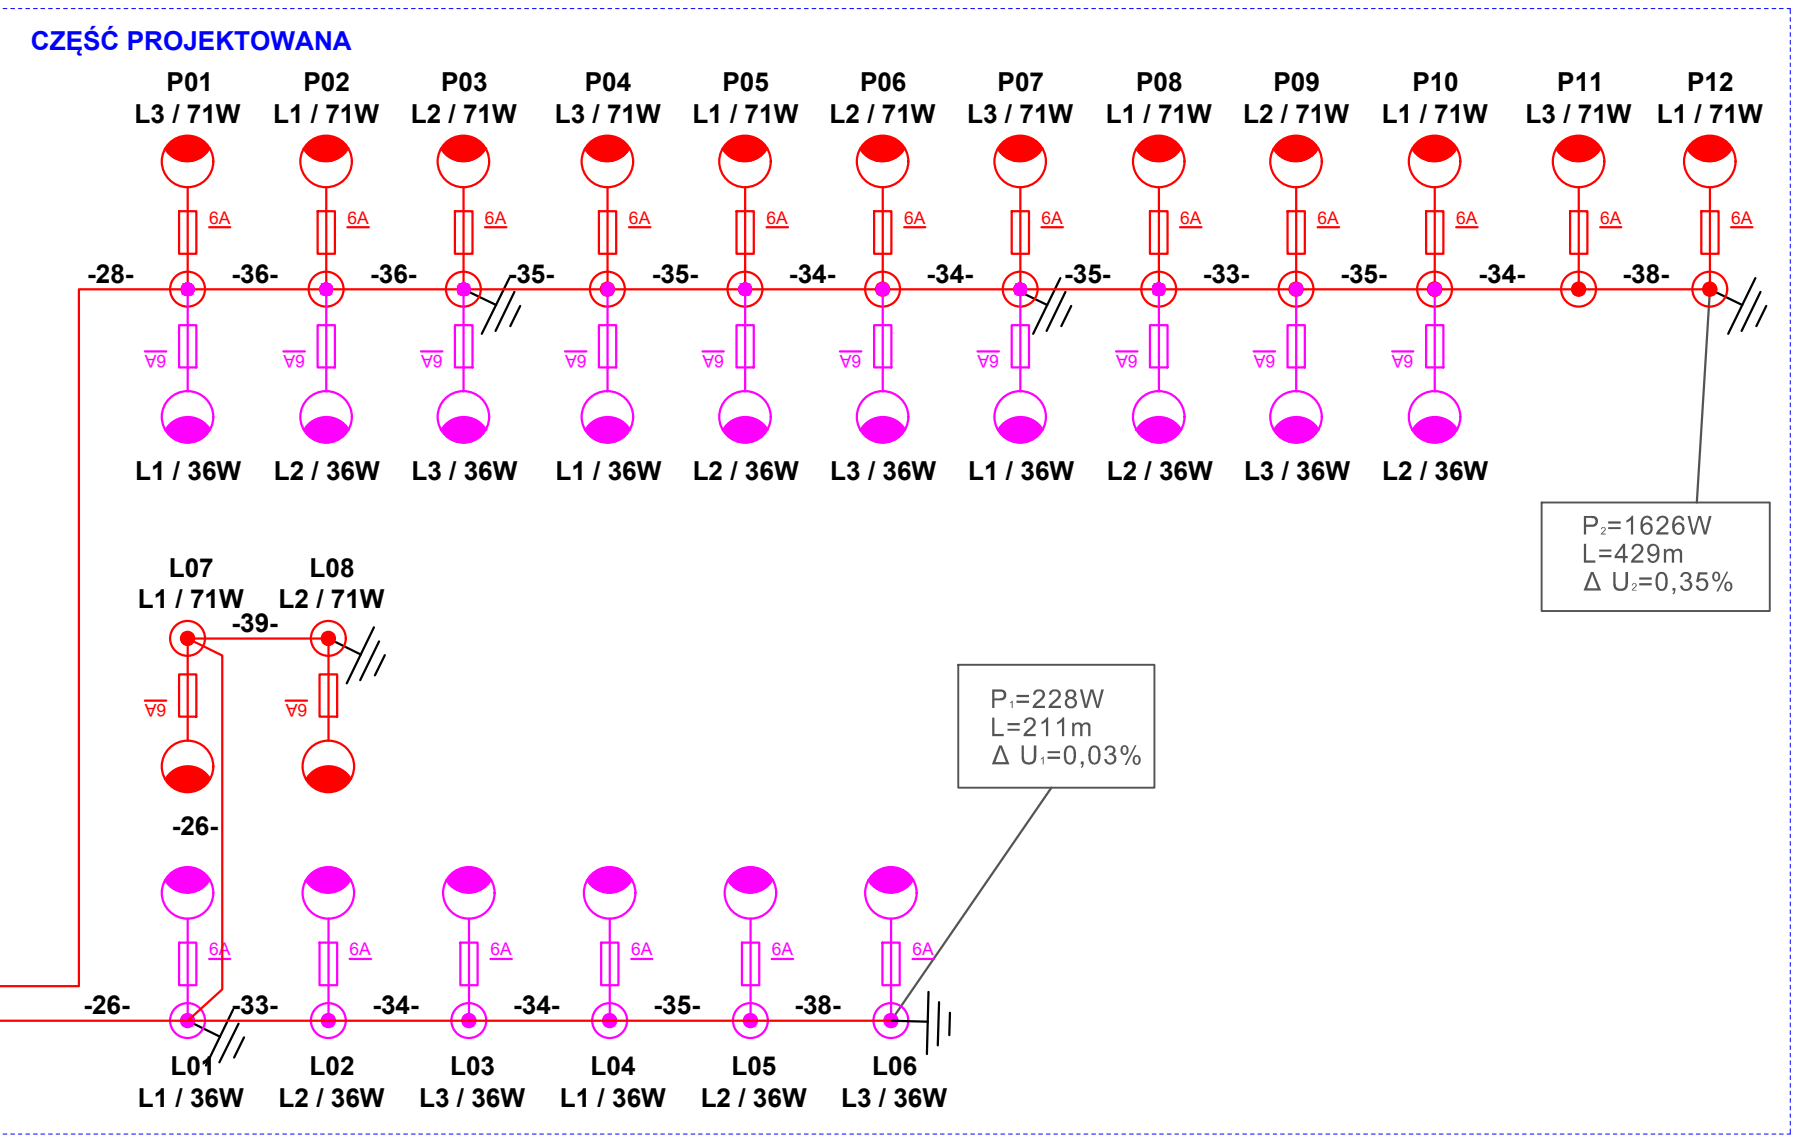 CZĘŚĆ PROJEKTOWANA
P01 P02 P03 P04 P05 P06 P07 P08 P09 P10 P11 P12
L3 / 71W L1 / 71W L2 / 71W L3 / 71W L1 / 71W L2 / 71W L3 / 71W L1 / 71W L2 / 71W L1 / 71W L3 / 71W L1 / 71W
6A 6A 6A 6A 6A 6A 6A 6A 6A 6A 6A 6A
-28- -36- -36- -35- -35- -34- -34- -35- -33- -35- -34- -38-
6A 6A 6A 6A 6A 6A 6A 6A 6A 6A
L1 / 36W L2 / 36W L3 / 36W L1 / 36W L2 / 36W L3 / 36W L1 / 36W L2 / 36W L3 / 36W L2 / 36W
P₂=1626W
L=429m
Δ U₂=0,35%
L07 L08
L1 / 71W L2 / 71W
-39-
6A 6A
-26-
P₁=228W
L=211m
Δ U₁=0,03%
6A 6A 6A 6A 6A 6A
-26- -33- -34- -34- -35- -38-
L01 L02 L03 L04 L05 L06
L1 / 36W L2 / 36W L3 / 36W L1 / 36W L2 / 36W L3 / 36W